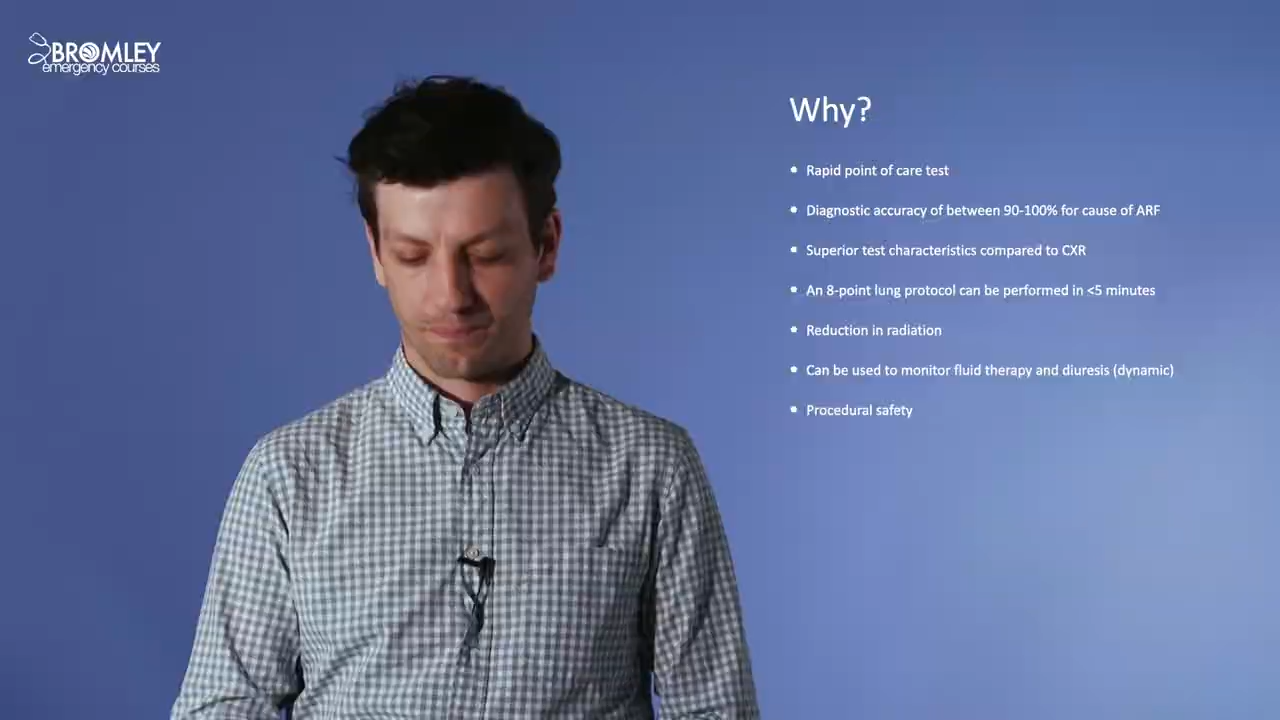 BROMLEY
emergency courses
Why?
• Rapid point of care test
• Diagnostic accuracy of between 90-100% for cause of ARF
• Superior test characteristics compared to CXR
• An 8-point lung protocol can be performed in <5 minutes
• Reduction in radiation
• Can be used to monitor fluid therapy and diuresis (dynamic)
• Procedural safety